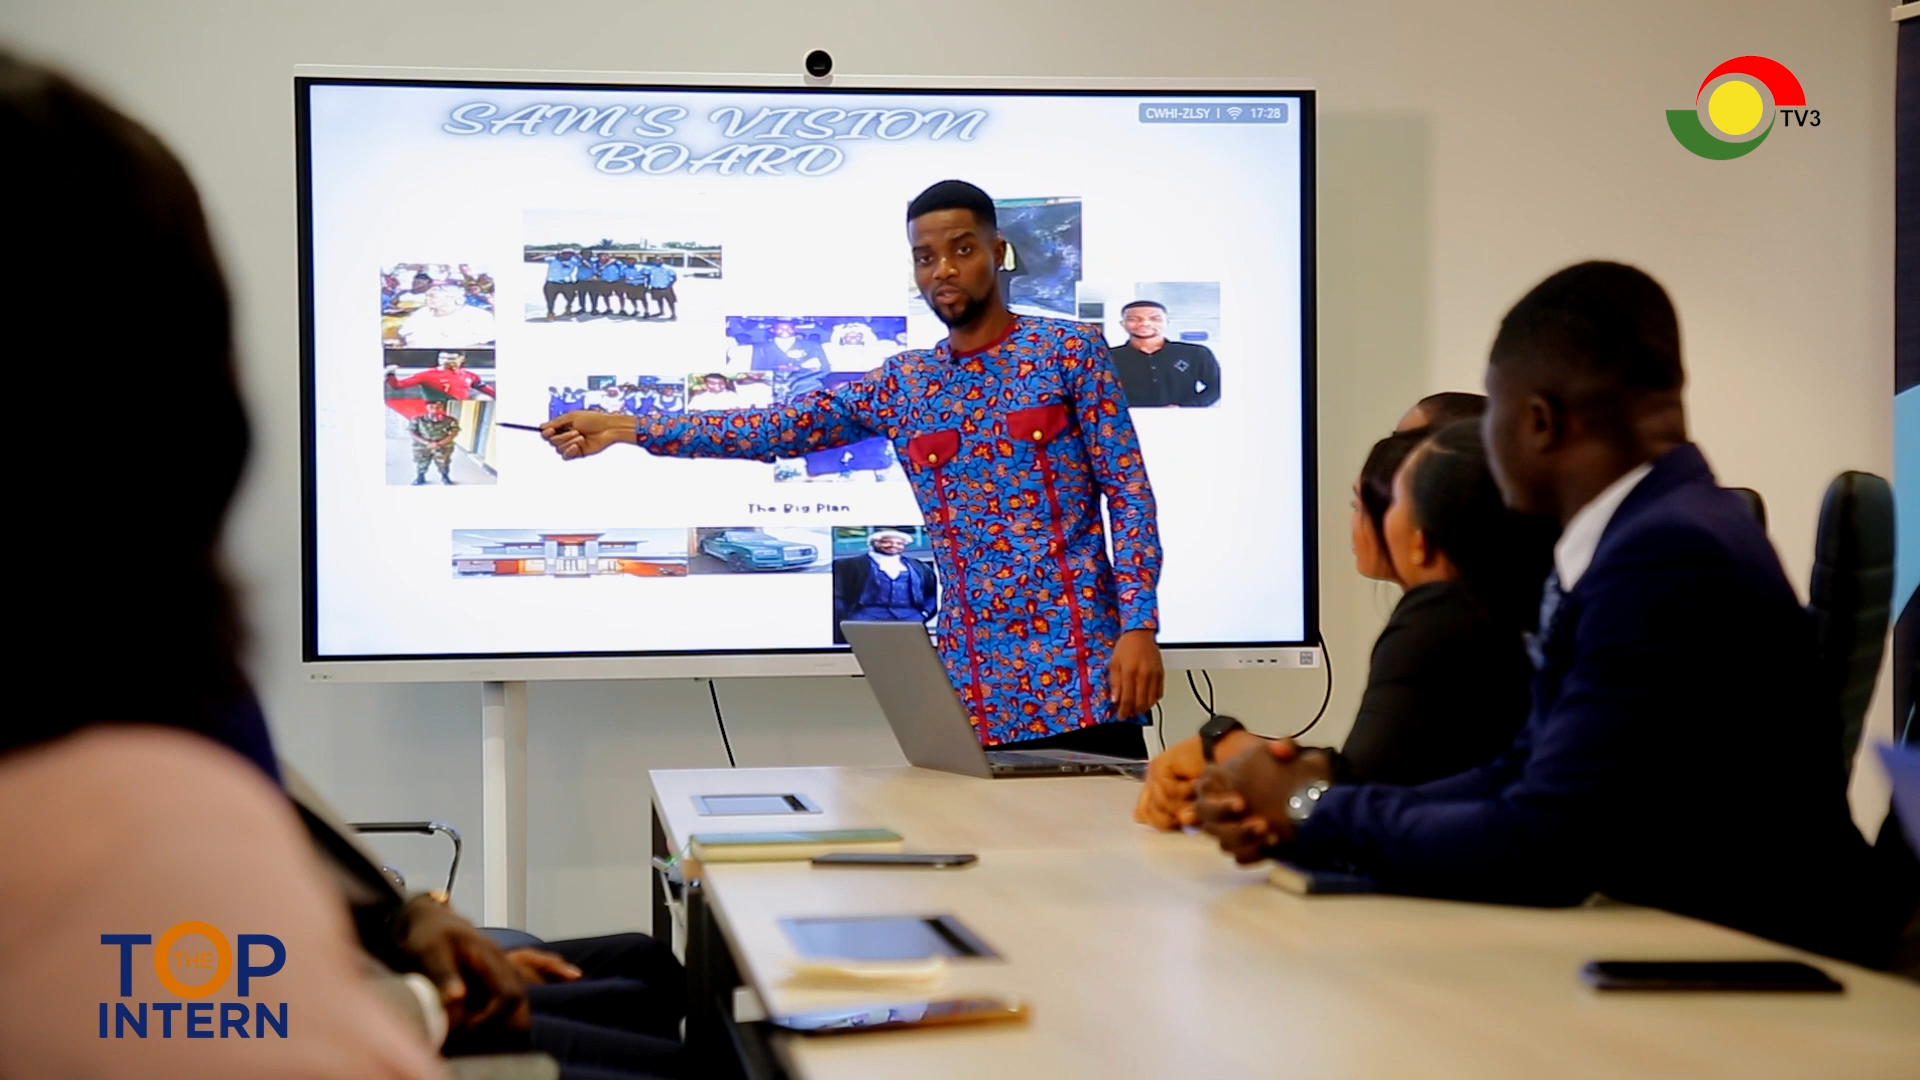 SAM'S VISION
BOARD
CWHI-ZLSY | 17:28
TV3
The Big Plan
THE
TOP
INTERN